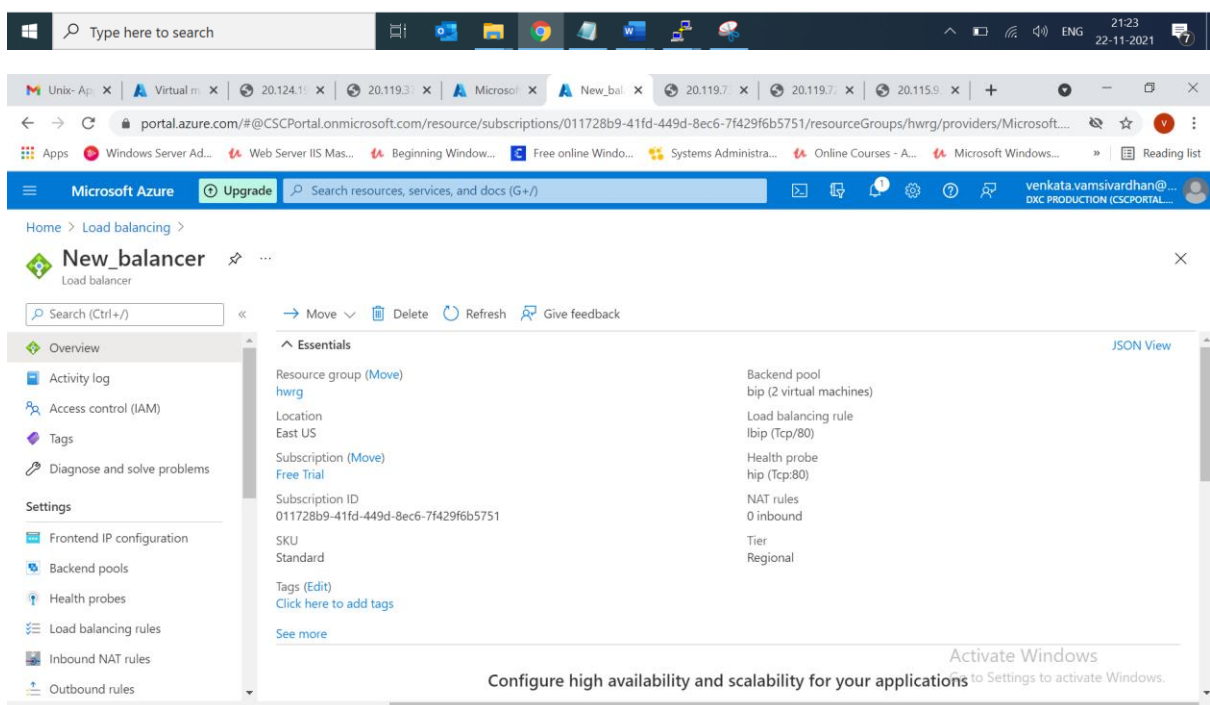 Type here to search
ENG
21:23
22-11-2021
7
Unix- Ap
Virtual m
20.124.1
20.119.3
Microsof
New_bal
20.119.7
20.119.7
20.115.9
portal.azure.com/#@CSCPortal.onmicrosoft.com/resource/subscriptions/011728b9-41fd-449d-8ec6-7f429f6b5751/resourceGroups/hwrg/providers/Microsoft....
V
Apps
Windows Server Ad...
Web Server IIS Mas...
Beginning Window...
Free online Windo...
Systems Administra...
Online Courses - A...
Microsoft Windows...
»
Reading list
Microsoft Azure
Upgrade
Search resources, services, and docs (G+/)
1
venkata.vamsivardhan@...
DXC PRODUCTION (CSCPORTAL....
Home > Load balancing >
New_balancer
...
Load balancer
Search (Ctrl+/)
«
Move
Delete
Refresh
Give feedback
Overview
Activity log
Access control (IAM)
Tags
Diagnose and solve problems
Settings
Frontend IP configuration
Backend pools
Health probes
Load balancing rules
Inbound NAT rules
Outbound rules
Essentials
JSON View
Resource group (Move)
hwrg
Location
East US
Subscription (Move)
Free Trial
Subscription ID
011728b9-41fd-449d-8ec6-7f429f6b5751
SKU
Standard
Tags (Edit)
Click here to add tags
See more
Backend pool
bip (2 virtual machines)
Load balancing rule
lbip (Tcp/80)
Health probe
hip (Tcp:80)
NAT rules
0 inbound
Tier
Regional
Configure high availability and scalability for your applications
Activate Windows
to Settings to activate Windows.